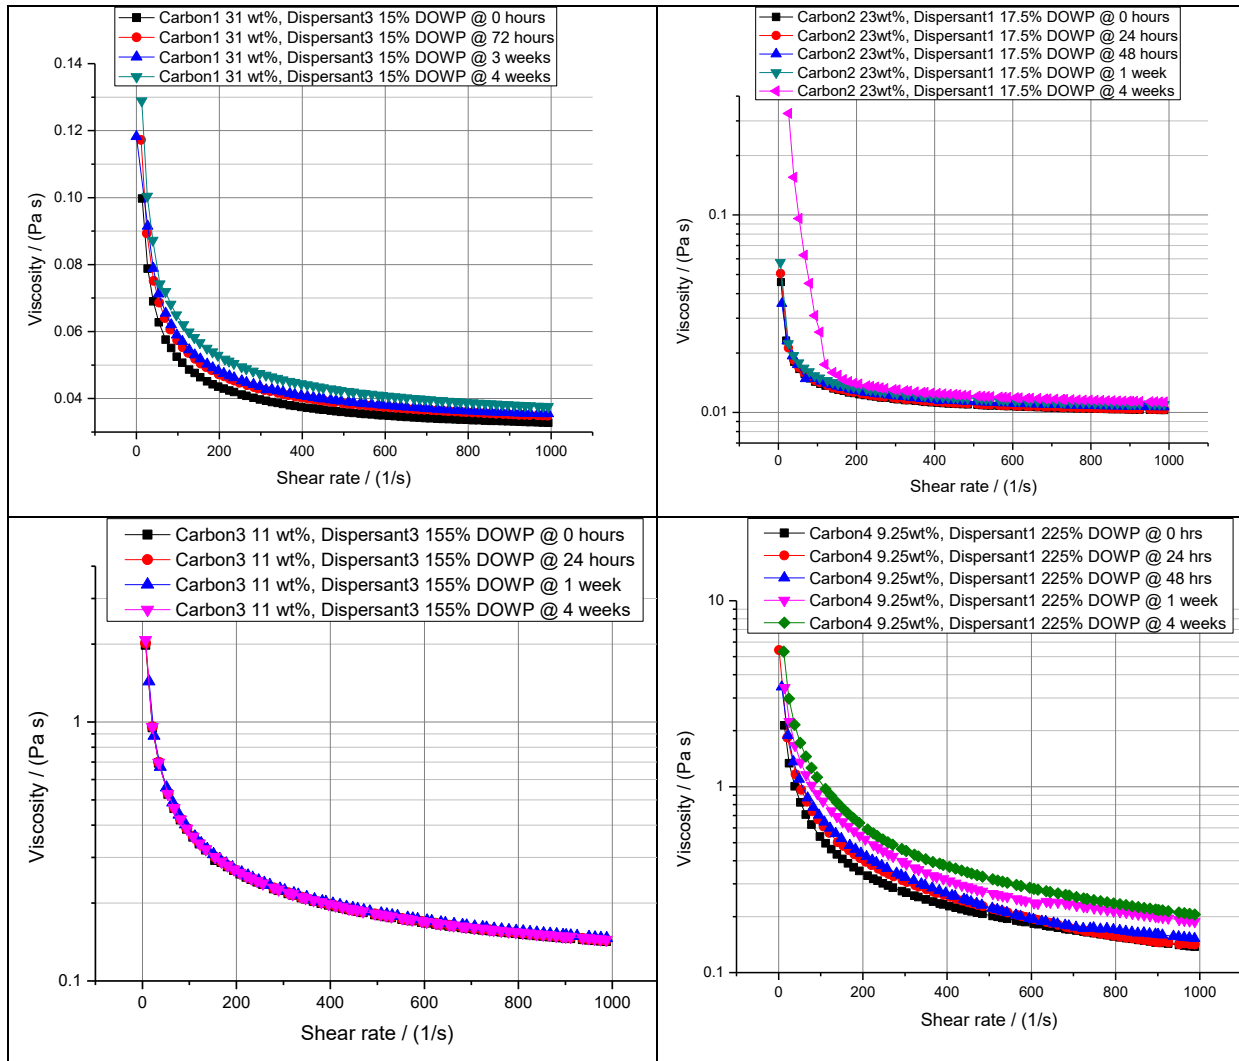 Carbon1 31 wt%, Dispersant3 15% DOWP @ 0 hours
Carbon1 31 wt%, Dispersant3 15% DOWP @ 72 hours
Carbon1 31 wt%, Dispersant3 15% DOWP @ 3 weeks
Carbon1 31 wt%, Dispersant3 15% DOWP @ 4 weeks
0.14
0.12
0.10
0.08
0.06
0.04
Viscosity / (Pa s)
0 200 400 600 800 1000
Shear rate / (1/s)
Carbon2 23wt%, Dispersant1 17.5% DOWP @ 0 hours
Carbon2 23wt%, Dispersant1 17.5% DOWP @ 24 hours
Carbon2 23wt%, Dispersant1 17.5% DOWP @ 48 hours
Carbon2 23wt%, Dispersant1 17.5% DOWP @ 1 week
Carbon2 23wt%, Dispersant1 17.5% DOWP @ 4 weeks
0.1
0.01
Viscosity / (Pa s)
0 200 400 600 800 1000
Shear rate / (1/s)
Carbon3 11 wt%, Dispersant3 155% DOWP @ 0 hours
Carbon3 11 wt%, Dispersant3 155% DOWP @ 24 hours
Carbon3 11 wt%, Dispersant3 155% DOWP @ 1 week
Carbon3 11 wt%, Dispersant3 155% DOWP @ 4 weeks
1
0.1
Viscosity / (Pa s)
0 200 400 600 800 1000
Shear rate / (1/s)
Carbon4 9.25wt%, Dispersant1 225% DOWP @ 0 hrs
Carbon4 9.25wt%, Dispersant1 225% DOWP @ 24 hrs
Carbon4 9.25wt%, Dispersant1 225% DOWP @ 48 hrs
Carbon4 9.25wt%, Dispersant1 225% DOWP @ 1 week
Carbon4 9.25wt%, Dispersant1 225% DOWP @ 4 weeks
10
1
0.1
Viscosity / (Pa s)
0 200 400 600 800 1000
Shear rate / (1/s)